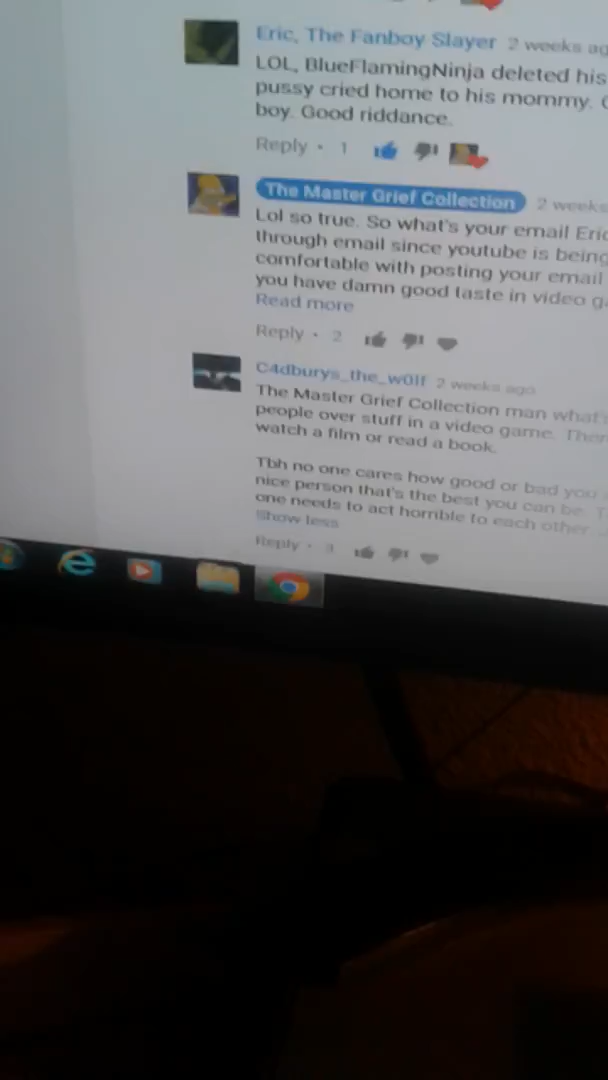 Eric, The Fanboy Slayer 2 weeks ag
LOL, BlueFlamingNinja deleted his
pussy cried home to his mommy.
boy. Good riddance.
Reply · 1
The Master Grief Collection 2 weeks
Lol so true. So what's your email Eric
through email since youtube is being
comfortable with posting your email
you have damn good taste in video g
Read more
Reply · 2
C4dburys_the_w0lf 2 weeks ago
The Master Grief Collection man what's
people over stuff in a video game.
watch a film or read a book.
Tbh no one cares how good or bad you
nice person that's the best you can be.
one needs to act horrible to each other
Show less
Reply · 3